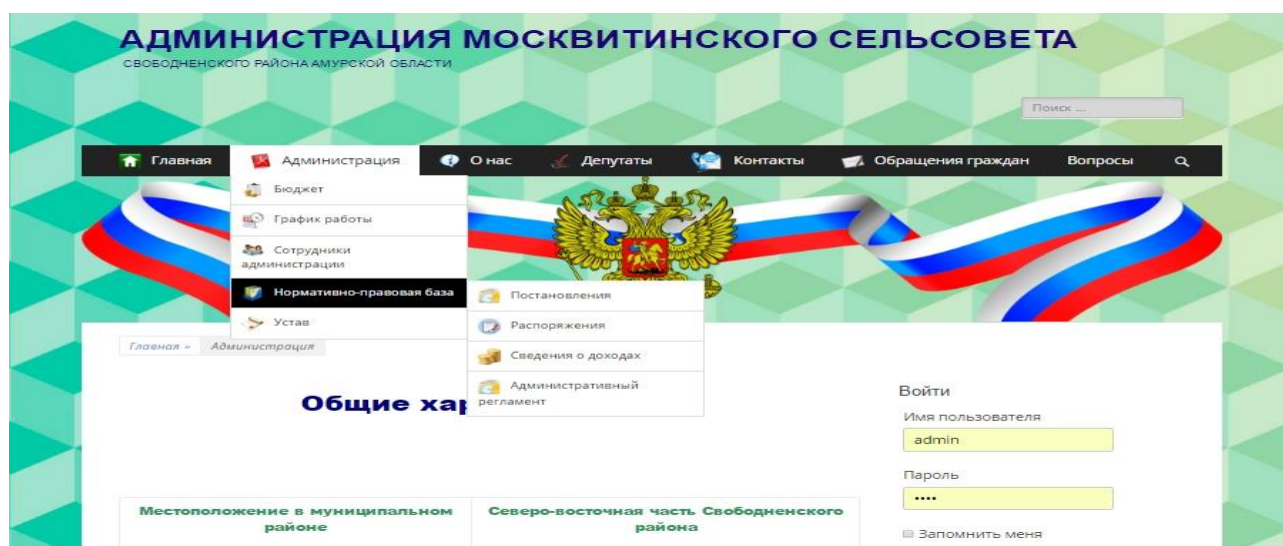 АДМИНИСТРАЦИЯ МОСКВИТИНСКОГО СЕЛЬСОВЕТА
СВОБОДНЕНСКОГО РАЙОНА АМУРСКОЙ ОБЛАСТИ
Поиск ...
Главная Администрация О нас Депутаты Контакты Обращения граждан Вопросы
Бюджет
График работы
Сотрудники
администрации
Нормативно-правовая база
Устав
Постановления
Распоряжения
Сведения о доходах
Административный
регламент
Главная » Администрация
Общие
Местоположение в муниципальном
районе
Северо-восточная часть Свободненского
района
Войти
Имя пользователя
admin
Пароль
••••
Запомнить меня